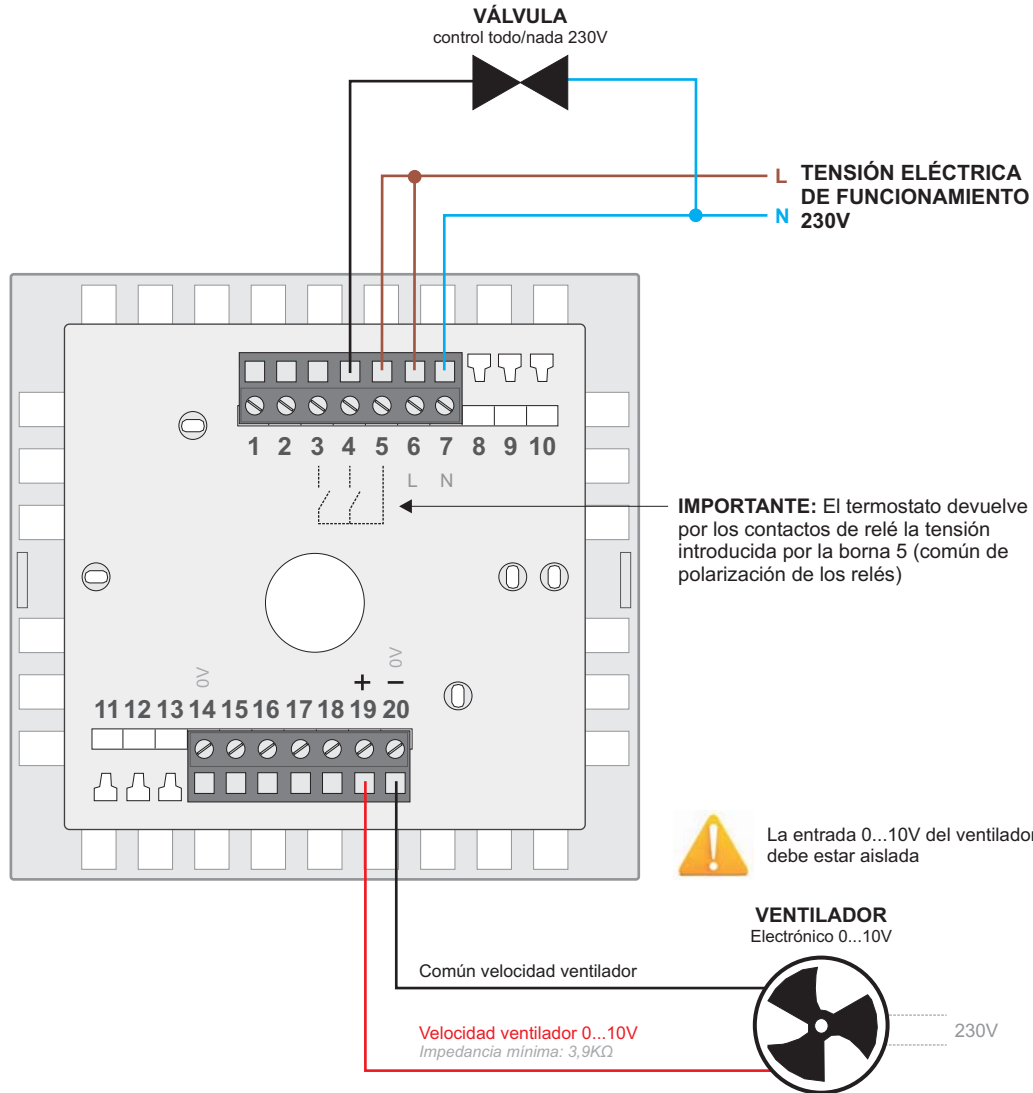 VÁLVULA
control todo/nada 230V
L TENSIÓN ELÉCTRICA
DE FUNCIONAMIENTO
N 230V
1 2 3 4 5 6 7 8 9 10
L N
IMPORTANTE: El termostato devuelve
por los contactos de relé la tensión
introducida por la borna 5 (común de
polarización de los relés)
0V 0V
+ −
11 12 13 14 15 16 17 18 19 20
La entrada 0...10V del ventilador
debe estar aislada
VENTILADOR
Electrónico 0...10V
Común velocidad ventilador
Velocidad ventilador 0...10V
Impedancia mínima: 3,9KΩ
230V